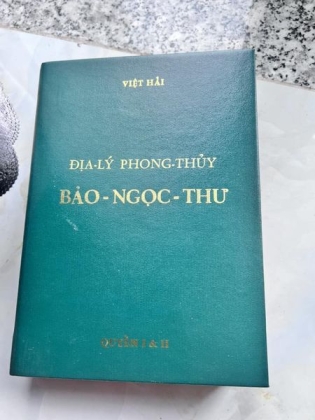 VIỆT HẢI
ĐỊA-LÝ PHONG-THỦY
BẢO-NGỌC-THƯ
QUYỂN I & II